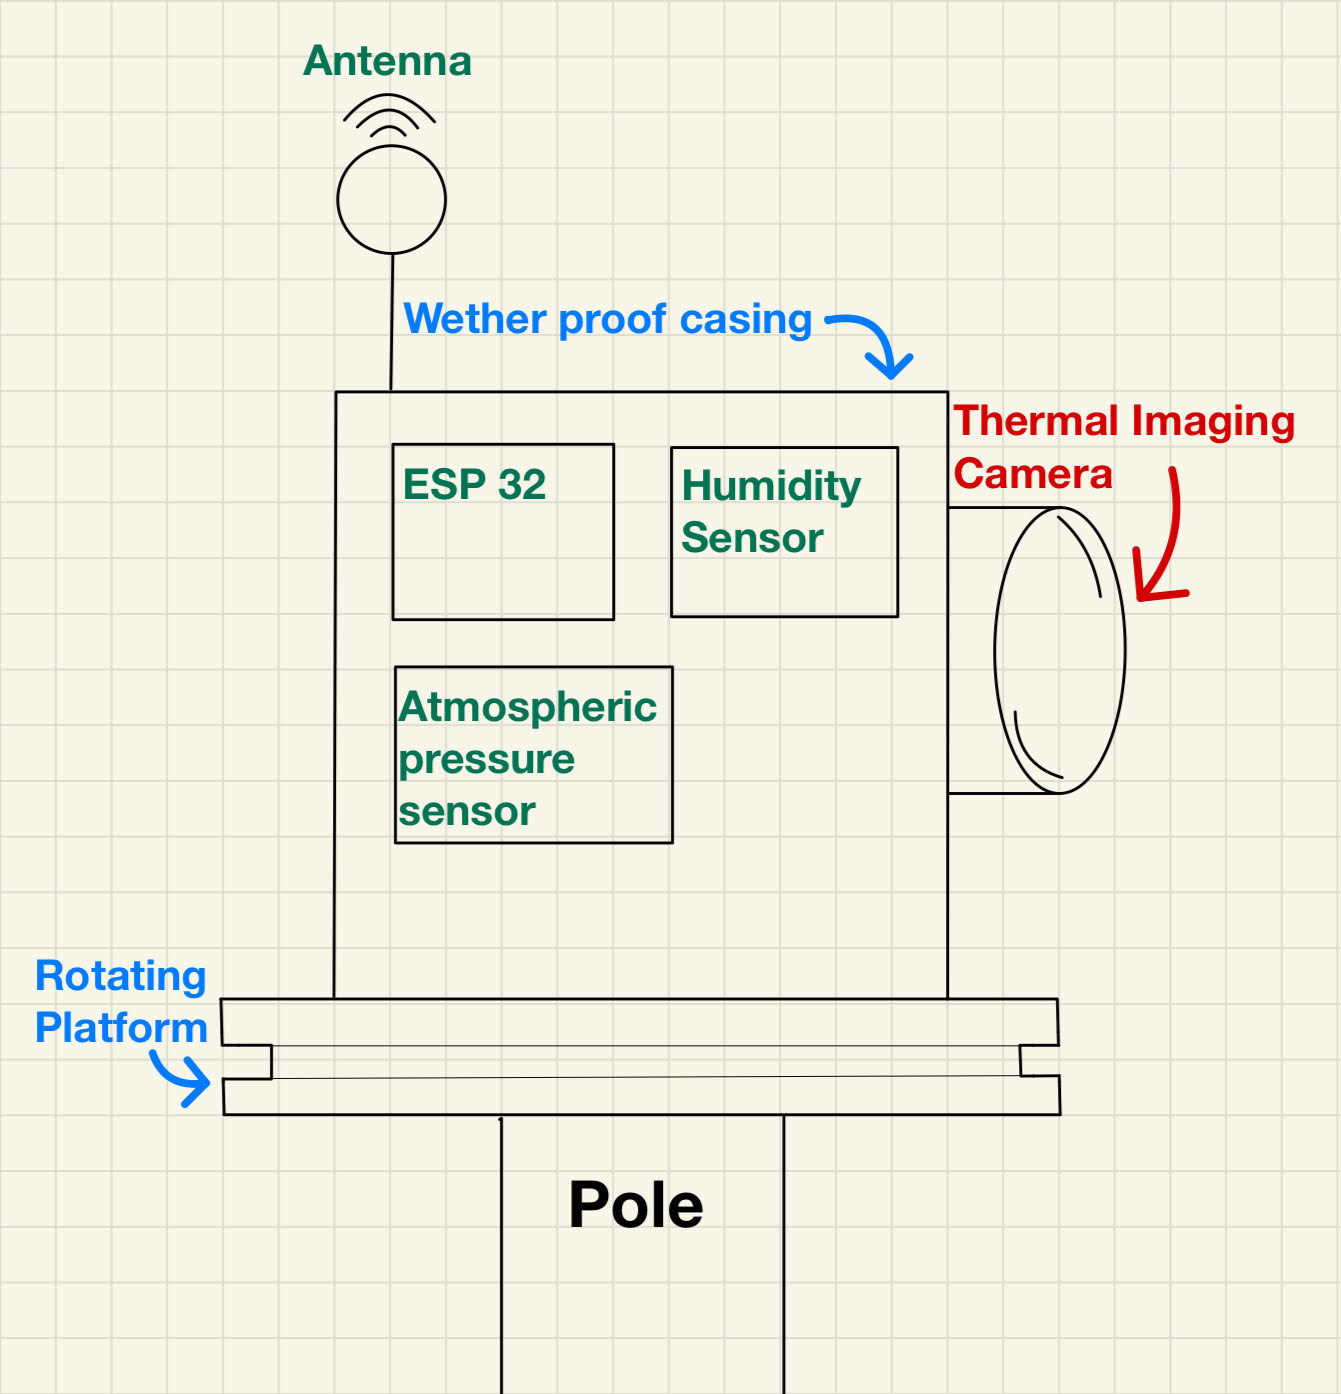 Antenna
Wether proof casing
Thermal Imaging
Camera
ESP 32
Humidity
Sensor
Atmospheric
pressure
sensor
Rotating
Platform
Pole